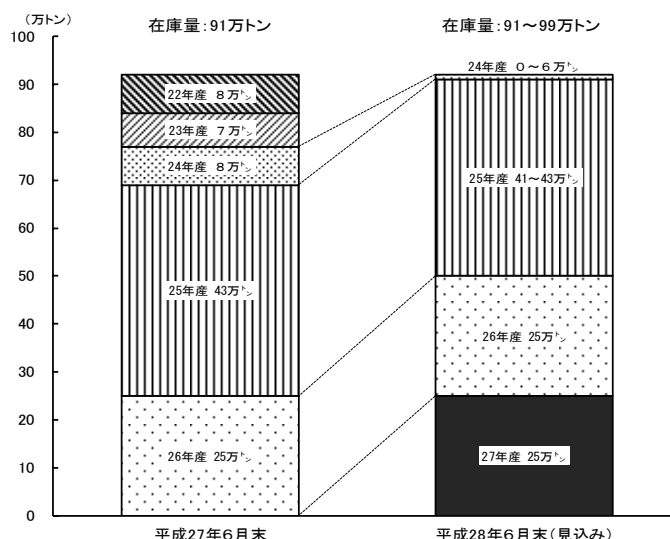 (万トン)
在庫量:91万トン
在庫量:91～99万トン
100
90
80
70
60
50
40
30
20
10
0
22年産 8万㌧
23年産 7万㌧
24年産 8万㌧
25年産 43万㌧
26年産 25万㌧
24年産 0～6万㌧
25年産 41～43万㌧
26年産 25万㌧
27年産 25万㌧
平成27年6月末
平成28年6月末(見込み)